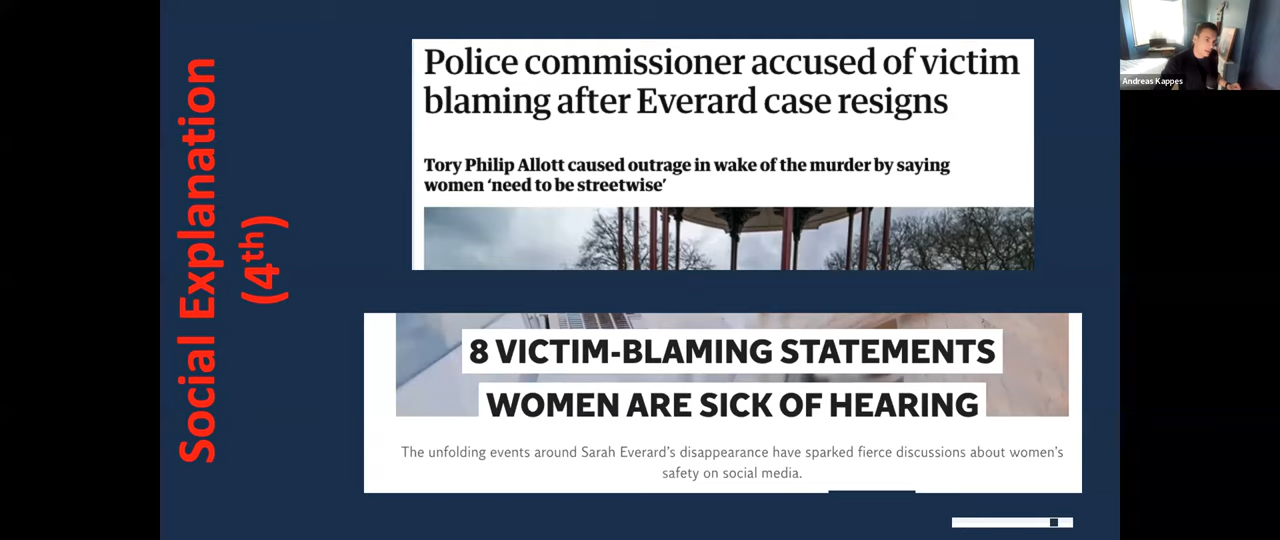 Social Explanation
(4th)
Police commissioner accused of victim
blaming after Everard case resigns
Tory Philip Allott caused outrage in wake of the murder by saying
women ‘need to be streetwise’
8 VICTIM-BLAMING STATEMENTS
WOMEN ARE SICK OF HEARING
The unfolding events around Sarah Everard’s disappearance have sparked fierce discussions about women’s
safety on social media.
Andreas Kappes